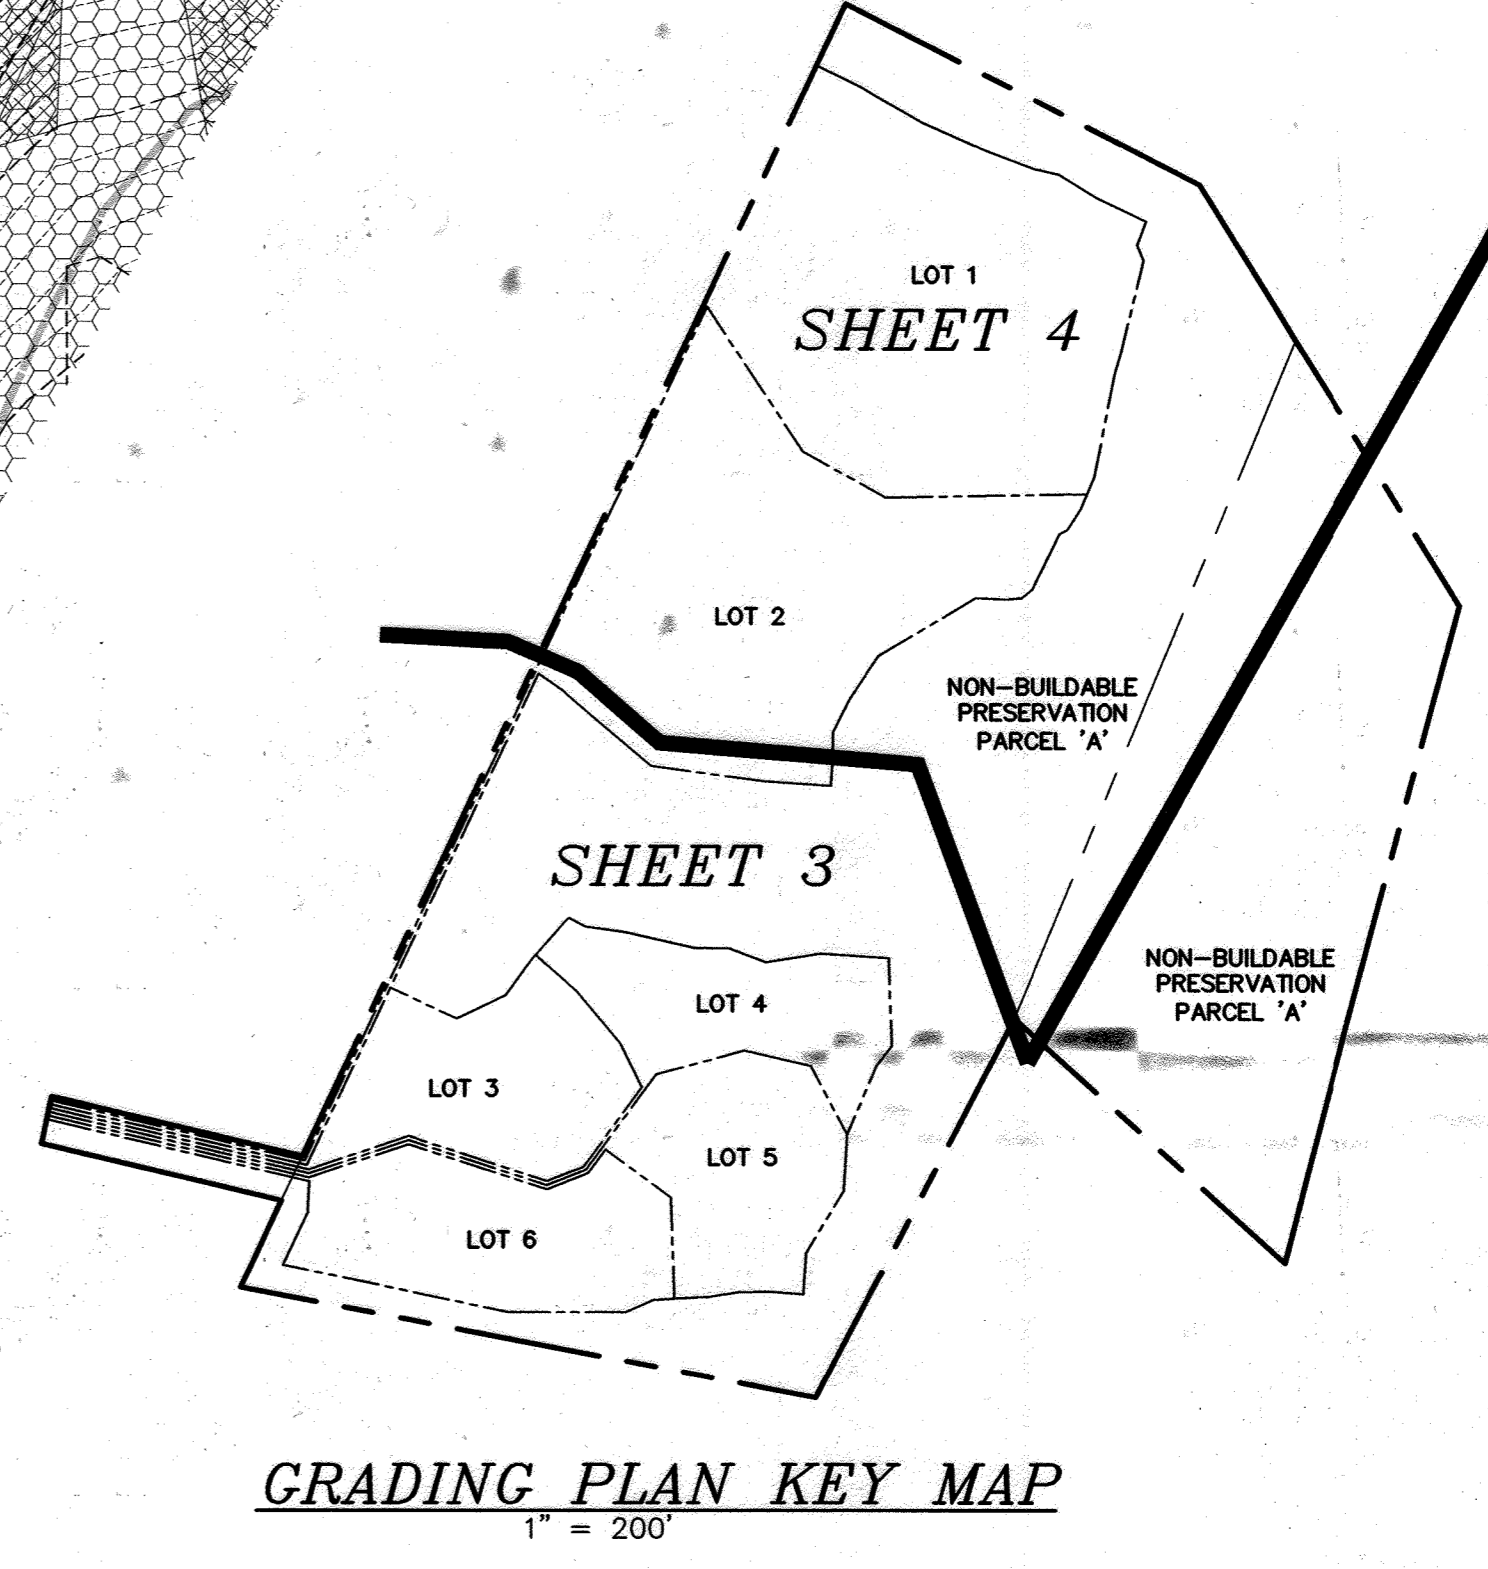 LOT 1
SHEET 4
LOT 2
NON-BUILDABLE
PRESERVATION
PARCEL 'A'
SHEET 3
NON-BUILDABLE
PRESERVATION
PARCEL 'A'
LOT 4
LOT 3
LOT 5
LOT 6
GRADING PLAN KEY MAP
1" = 200'